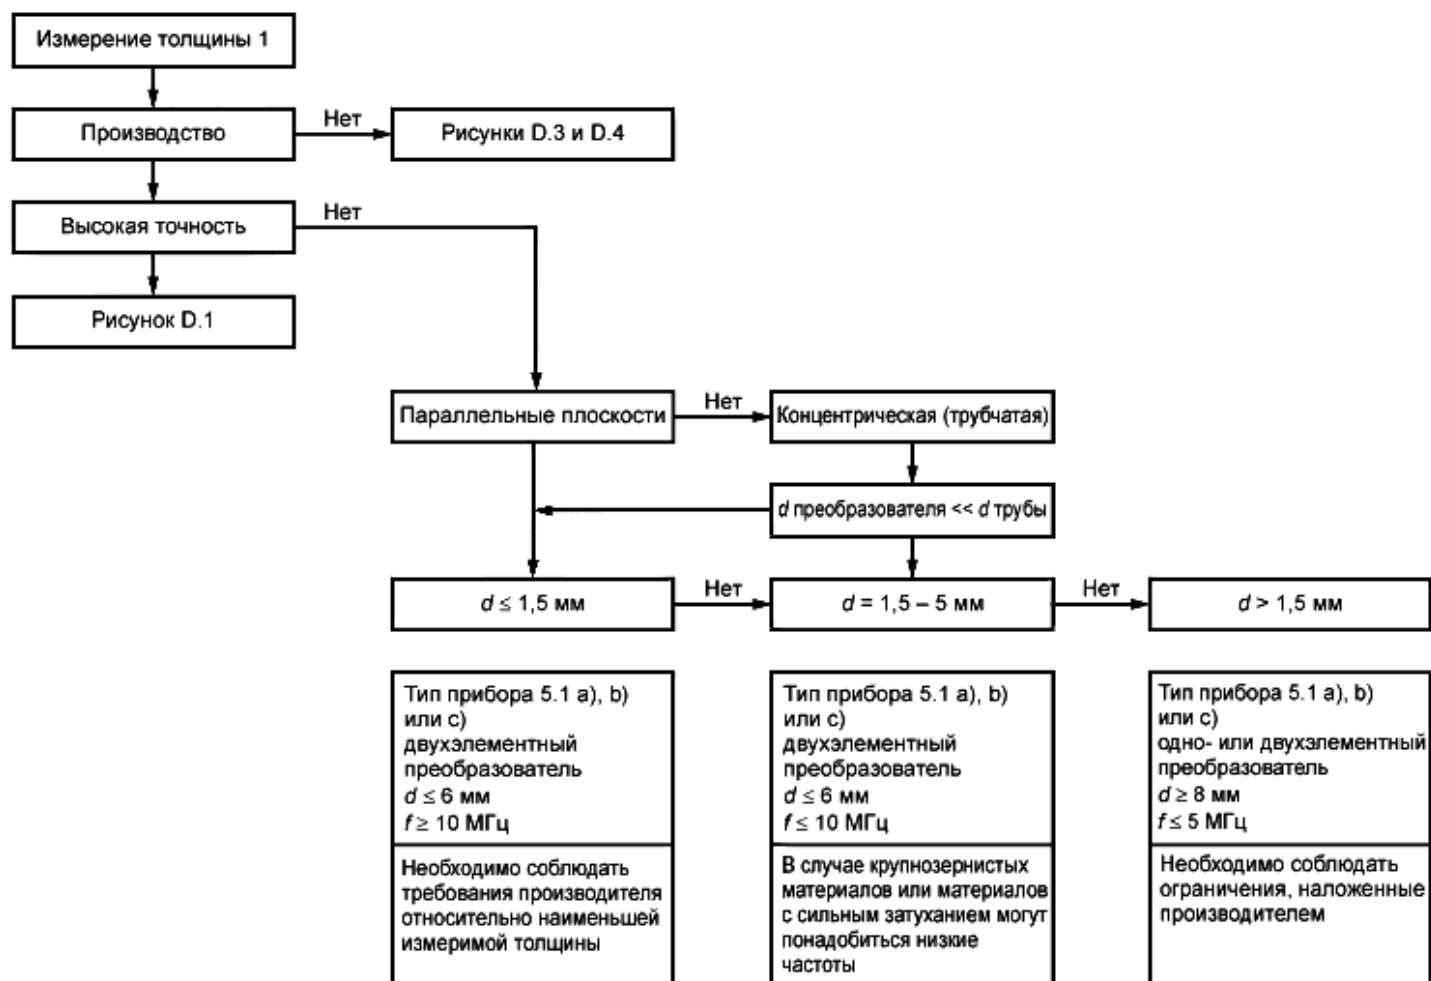 Измерение толщины 1
Производство
Нет
Рисунки D.3 и D.4
Высокая точность
Нет
Рисунок D.1
Параллельные плоскости
Нет
Концентрическая (трубчатая)
d преобразователя << d трубы
d ≤ 1,5 мм
Нет
d = 1,5 – 5 мм
Нет
d > 1,5 мм
Тип прибора 5.1 a), b)
или c)
двухэлементный
преобразователь
d ≤ 6 мм
f ≥ 10 МГц
Необходимо соблюдать
требования производителя
относительно наименьшей
измеримой толщины
Тип прибора 5.1 a), b)
или c)
двухэлементный
преобразователь
d ≤ 6 мм
f ≤ 10 МГц
В случае крупнозернистых
материалов или материалов
с сильным затуханием могут
понадобиться низкие
частоты
Тип прибора 5.1 a), b)
или c)
одно- или двухэлементный
преобразователь
d ≥ 8 мм
f ≤ 5 МГц
Необходимо соблюдать
ограничения, наложенные
производителем